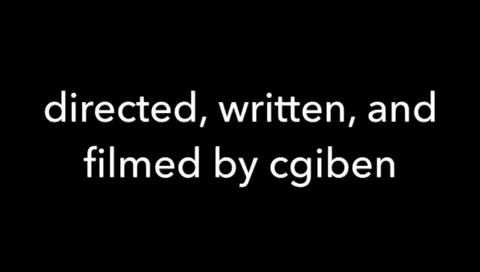 directed, written, and
filmed by cgiben